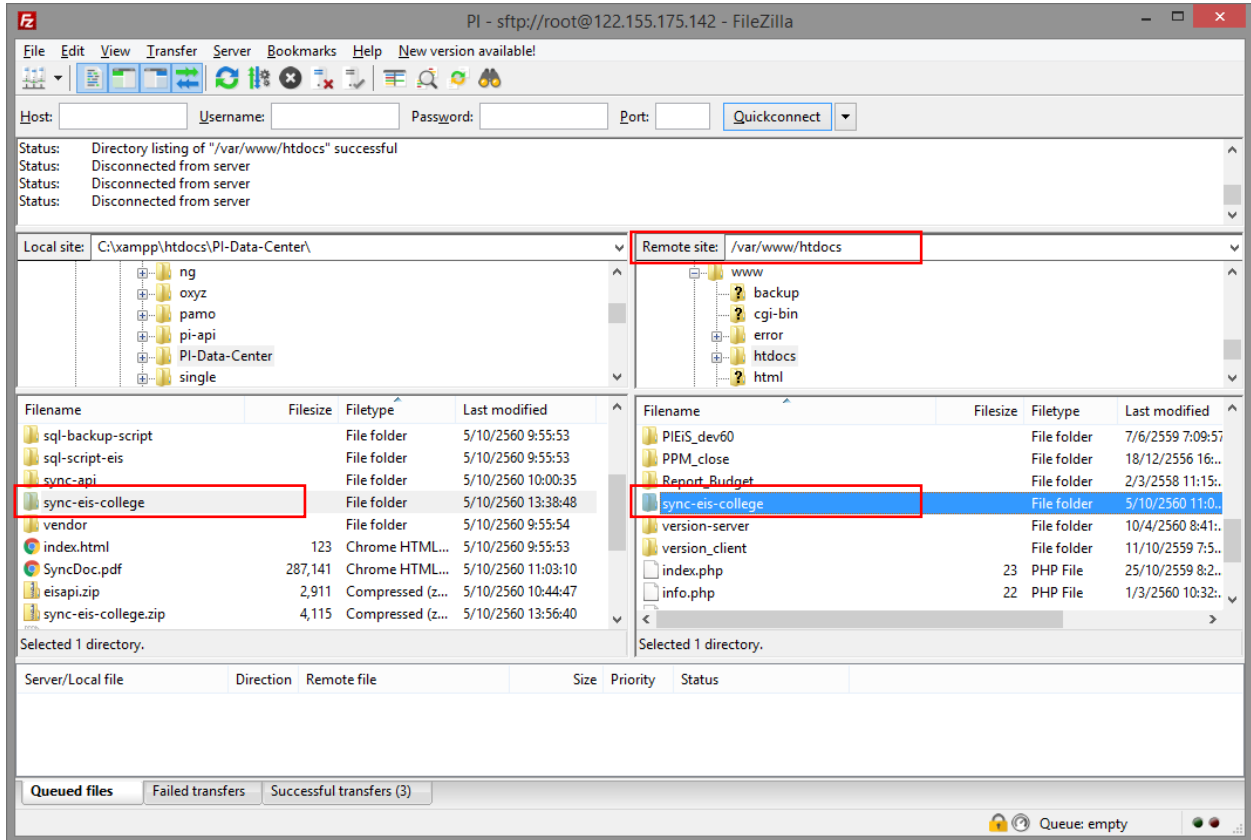 PI - sftp://root@122.155.175.142 - FileZilla
File Edit View Transfer Server Bookmarks Help New version available!
Host: Username: Password: Port: Quickconnect
Status: Directory listing of "/var/www/htdocs" successful
Status: Disconnected from server
Status: Disconnected from server
Status: Disconnected from server
Local site: C:\xampp\htdocs\PI-Data-Center\
ng
oxyz
pamo
pi-api
PI-Data-Center
single
Remote site: /var/www/htdocs
www
backup
cgi-bin
error
htdocs
html
Filename Filesize Filetype Last modified
sql-backup-script File folder 5/10/2560 9:55:53
sql-script-eis File folder 5/10/2560 9:55:53
sync-api File folder 5/10/2560 10:00:35
sync-eis-college File folder 5/10/2560 13:38:48
vendor File folder 5/10/2560 9:55:54
index.html 123 Chrome HTML... 5/10/2560 9:55:53
SyncDoc.pdf 287,141 Chrome HTML... 5/10/2560 11:03:10
eisapi.zip 2,911 Compressed (z... 5/10/2560 10:44:47
sync-eis-college.zip 4,115 Compressed (z... 5/10/2560 13:56:40
Selected 1 directory.
Filename Filesize Filetype Last modified
PIEiS_dev60 File folder 7/6/2559 7:09:57
PPM_close File folder 18/12/2556 16:...
Report_Budget File folder 2/3/2558 11:15:.
sync-eis-college File folder 5/10/2560 11:0..
version-server File folder 10/4/2560 8:41:.
version_client File folder 11/10/2559 7:5..
index.php 23 PHP File 25/10/2559 8:2..
info.php 22 PHP File 1/3/2560 10:32:.
Selected 1 directory.
Server/Local file Direction Remote file Size Priority Status
Queued files Failed transfers Successful transfers (3)
Queue: empty